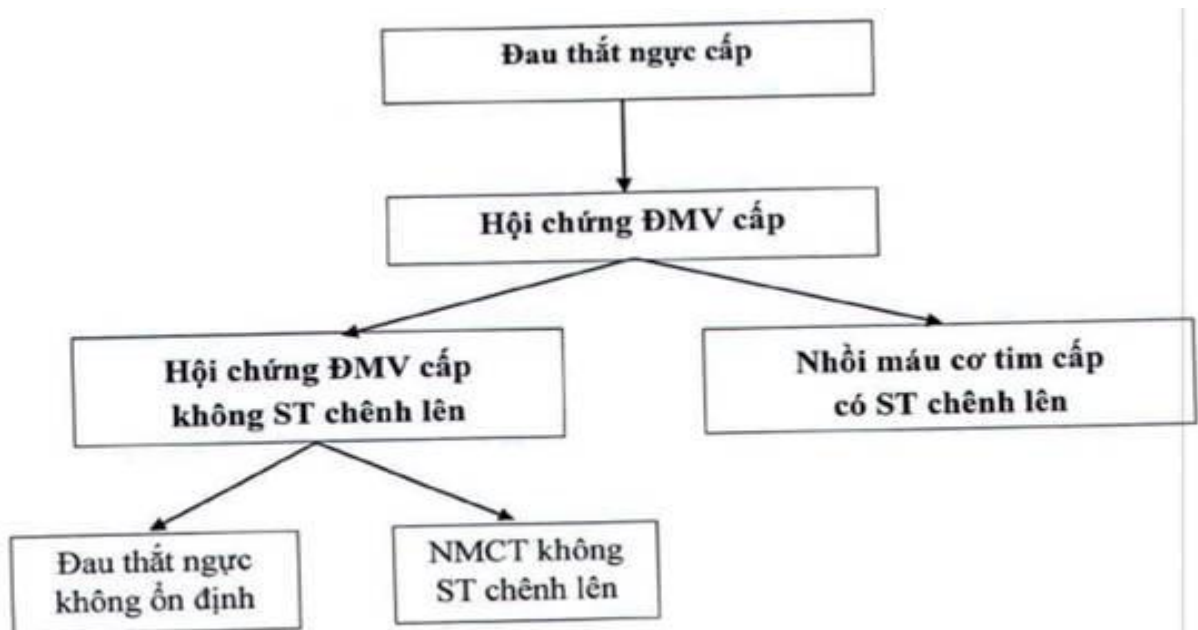 Đau thắt ngực cấp
Hội chứng ĐMV cấp
Hội chứng ĐMV cấp
không ST chênh lên
Nhồi máu cơ tim cấp
có ST chênh lên
Đau thắt ngực
không ổn định
NMCT không
ST chênh lên